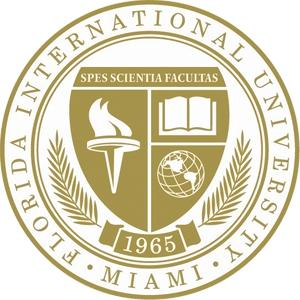 FLORIDA INTERNATIONAL UNIVERSITY
SPES SCIENTIA FACULTAS
1965
• MIAMI •